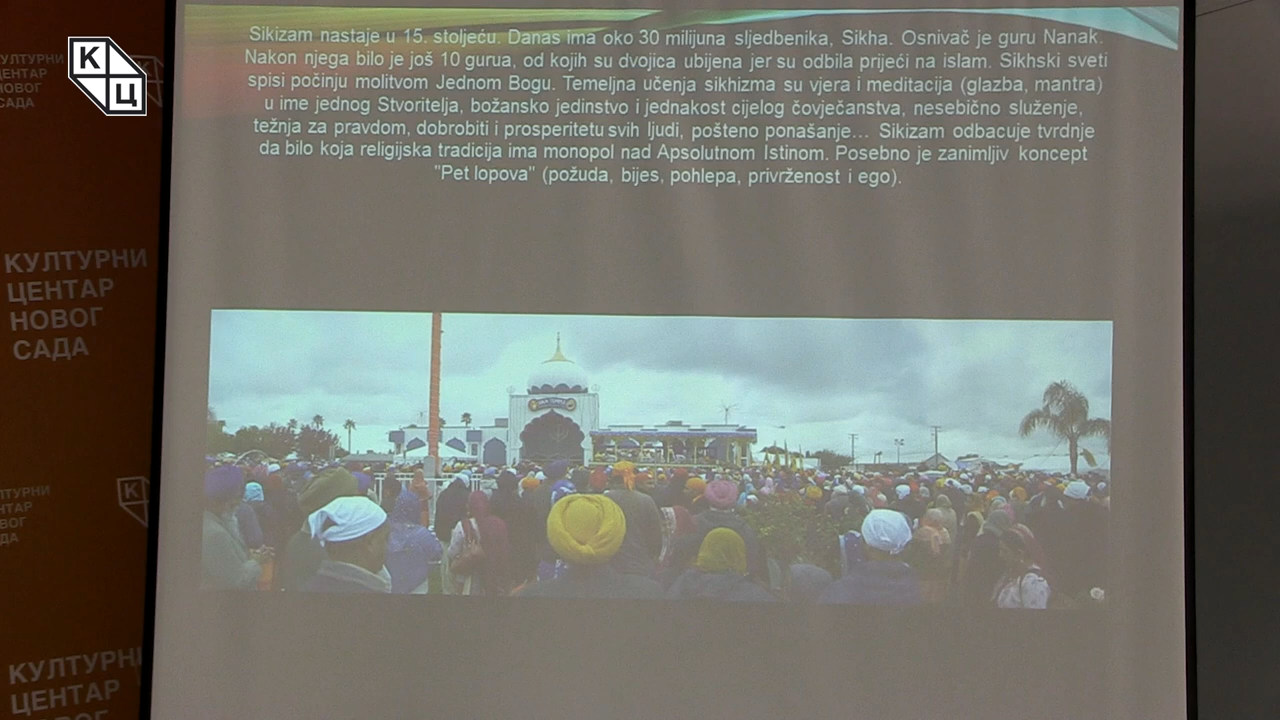 Sikizam nastaje u 15. stoljeću. Danas ima oko 30 milijuna sljedbenika, Sikha. Osnivač je guru Nanak.
Nakon njega bilo je još 10 gurua, od kojih su dvojica ubijena jer su odbila prijeći na islam. Sikhski sveti
spisi počinju molitvom Jednom Bogu. Temeljna učenja sikhizma su vjera i meditacija (glazba, mantra)
u ime jednog Stvoritelja, božansko jedinstvo i jednakost cijelog čovječanstva, nesebično služenje,
težnja za pravdom, dobrobiti i prosperitetu svih ljudi, pošteno ponašanje... Sikizam odbacuje tvrdnje
da bilo koja religijska tradicija ima monopol nad Apsolutnom Istinom. Posebno je zanimljiv koncept
"Pet lopova" (požuda, bijes, pohlepa, privrženost i ego).
К
Ц
КУЛТУРНИ
ЦЕНТАР
НОВОГ
САДА
КУЛТУРНИ
ЦЕНТАР
НОВОГ